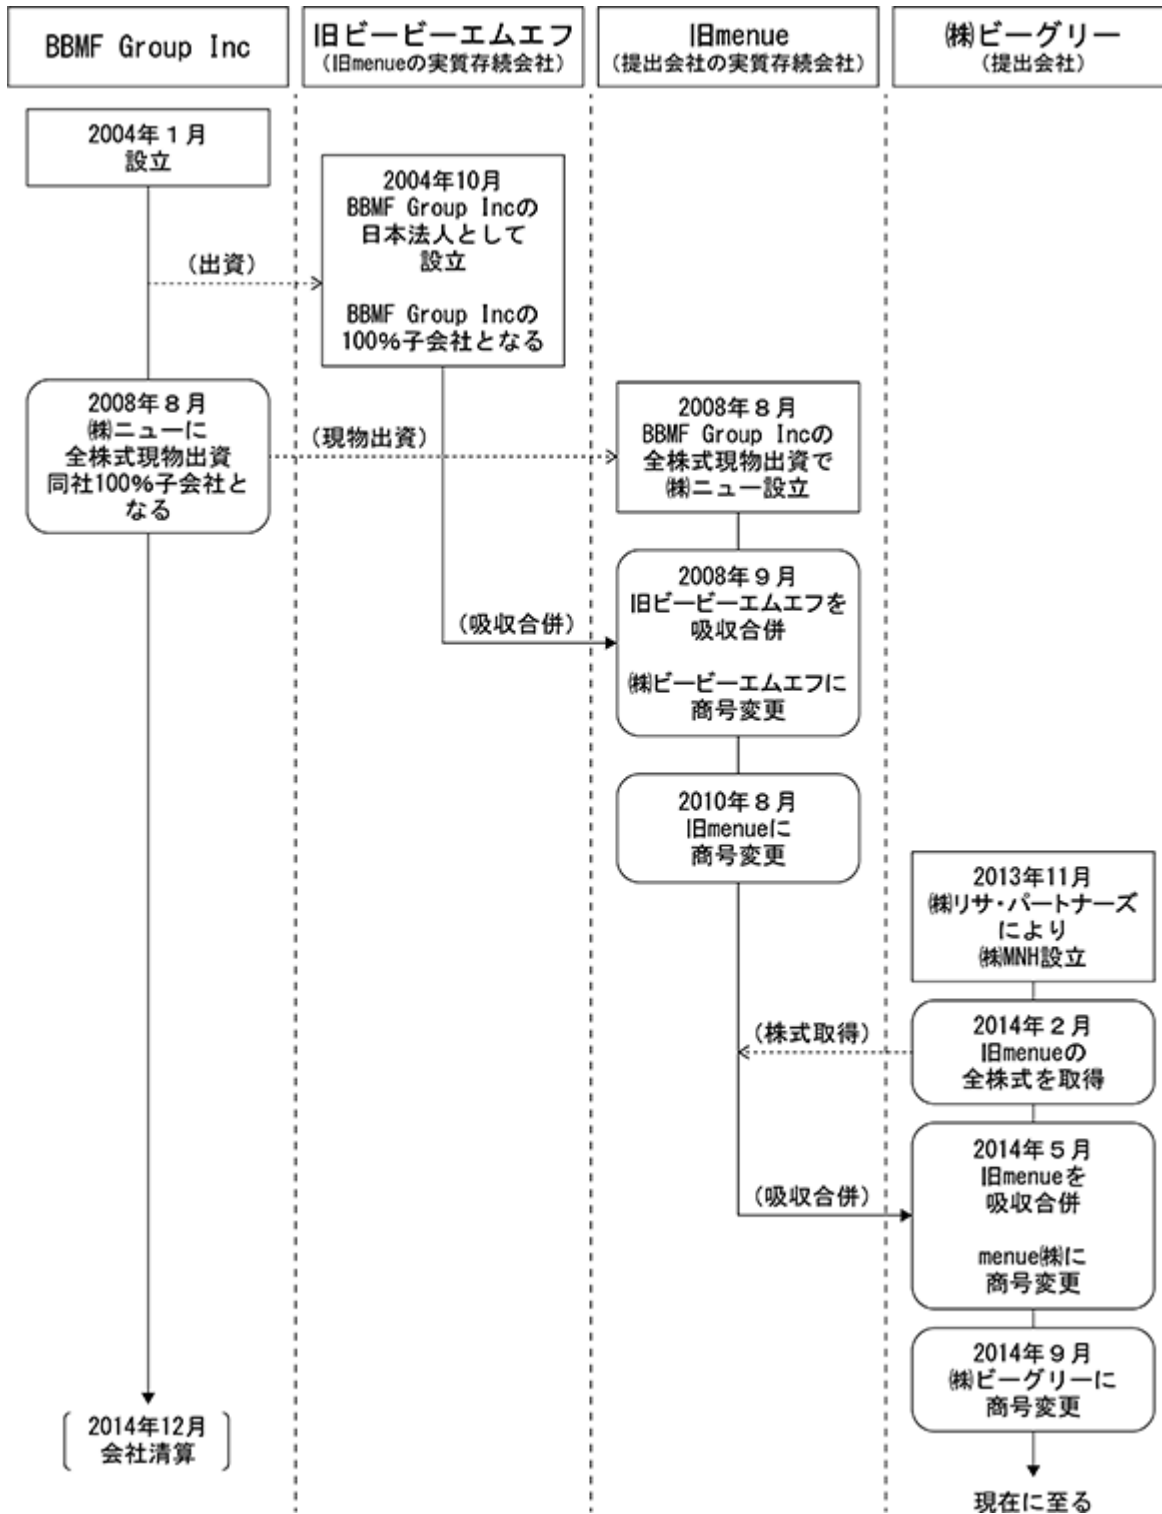 BBMF Group Inc
旧ビービーエムエフ
（旧menueの実質存続会社）
旧menue
（提出会社の実質存続会社）
㈱ビーグリー
（提出会社）
2004年１月
設立
（出資）
2004年10月
BBMF Group Incの
日本法人として
設立
BBMF Group Incの
100％子会社となる
2008年８月
㈱ニューに
全株式現物出資
同社100％子会社と
なる
（現物出資）
2008年８月
BBMF Group Incの
全株式現物出資で
㈱ニュー設立
（吸収合併）
2008年９月
旧ビービーエムエフを
吸収合併
㈱ビービーエムエフに
商号変更
2010年８月
旧menueに
商号変更
2013年11月
㈱リサ・パートナーズ
により
㈱MNH設立
（株式取得）
2014年２月
旧menueの
全株式を取得
（吸収合併）
2014年５月
旧menueを
吸収合併
menue㈱に
商号変更
2014年９月
㈱ビーグリーに
商号変更
2014年12月
会社清算
現在に至る